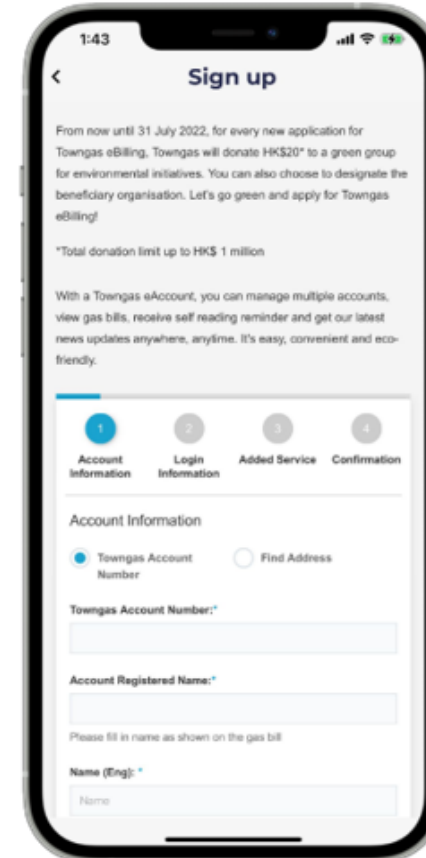 1:43
Sign up
From now until 31 July 2022, for every new application for
Towngas eBilling, Towngas will donate HK$20* to a green group
for environmental initiatives. You can also choose to designate the
beneficiary organisation. Let's go green and apply for Towngas
eBilling!
*Total donation limit up to HK$ 1 million
With a Towngas eAccount, you can manage multiple accounts,
view gas bills, receive self reading reminder and get our latest
news updates anywhere, anytime. It's easy, convenient and eco-
friendly.
1 2 3 4
Account Login Added Service Confirmation
Information Information
Account Information
Towngas Account Find Address
Number
Towngas Account Number:*
Account Registered Name:*
Please fill in name as shown on the gas bill
Name (Eng): *
Name